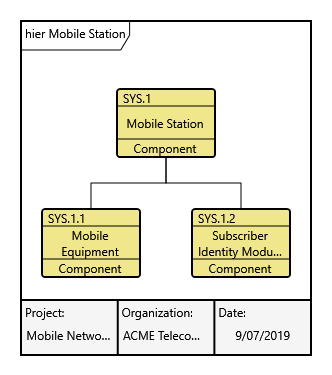 hier Mobile Station
SYS.1
Mobile Station
Component
SYS.1.1
Mobile
Equipment
Component
SYS.1.2
Subscriber
Identity Modu...
Component
Project:
Mobile Netwo...
Organization:
ACME Teleco...
Date:
9/07/2019